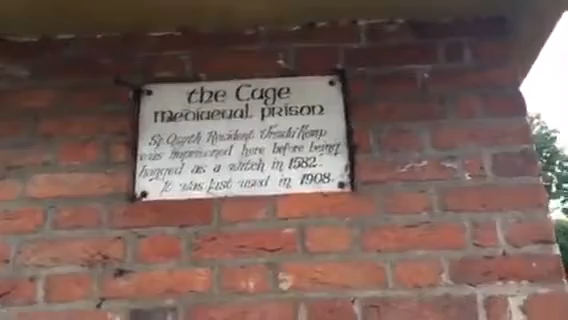 the Cage
mediaeval prison
St Osyth Resident Ursula Kemp
was imprisoned here before being
hanged as a witch in 1582.
It was last used in 1908.